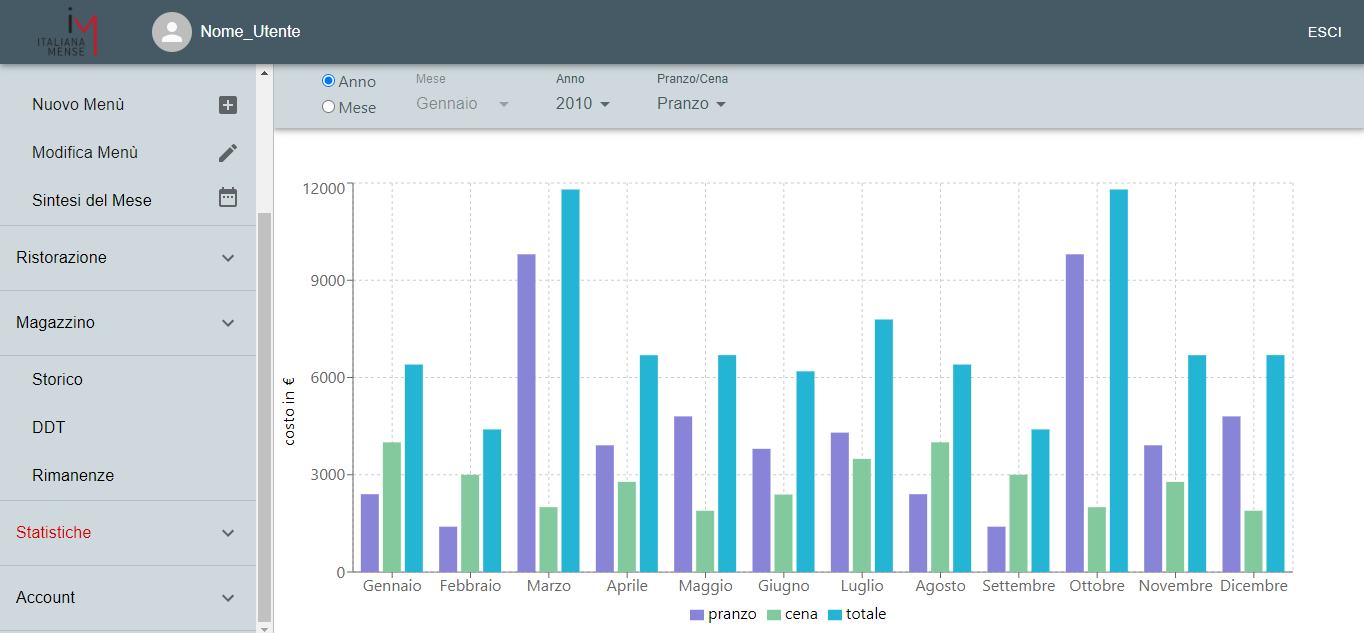 iM
ITALIANA
MENSE
Nome_Utente
ESCI
Nuovo Menù
Modifica Menù
Sintesi del Mese
Ristorazione
Magazzino
Storico
DDT
Rimanenze
Statistiche
Account
Anno
Mese
Mese
Gennaio
Anno
2010
Pranzo/Cena
Pranzo
costo in €
12000
9000
6000
3000
0
Gennaio Febbraio Marzo Aprile Maggio Giugno Luglio Agosto Settembre Ottobre Novembre Dicembre
pranzo cena totale